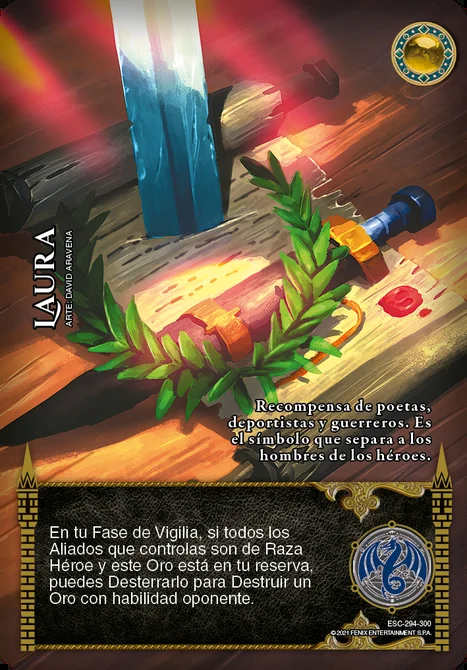 LAURA
ARTE: DAVID ARAVENA
Recompensa de poetas,
deportistas y guerreros. Es
el símbolo que separa a los
hombres de los héroes.
En tu Fase de Vigilia, si todos los
Aliados que controlas son de Raza
Héroe y este Oro está en tu reserva,
puedes Desterrarlo para Destruir un
Oro con habilidad oponente.
ESC-294-300
©2021 FENIX ENTERTAINMENT S.P.A.